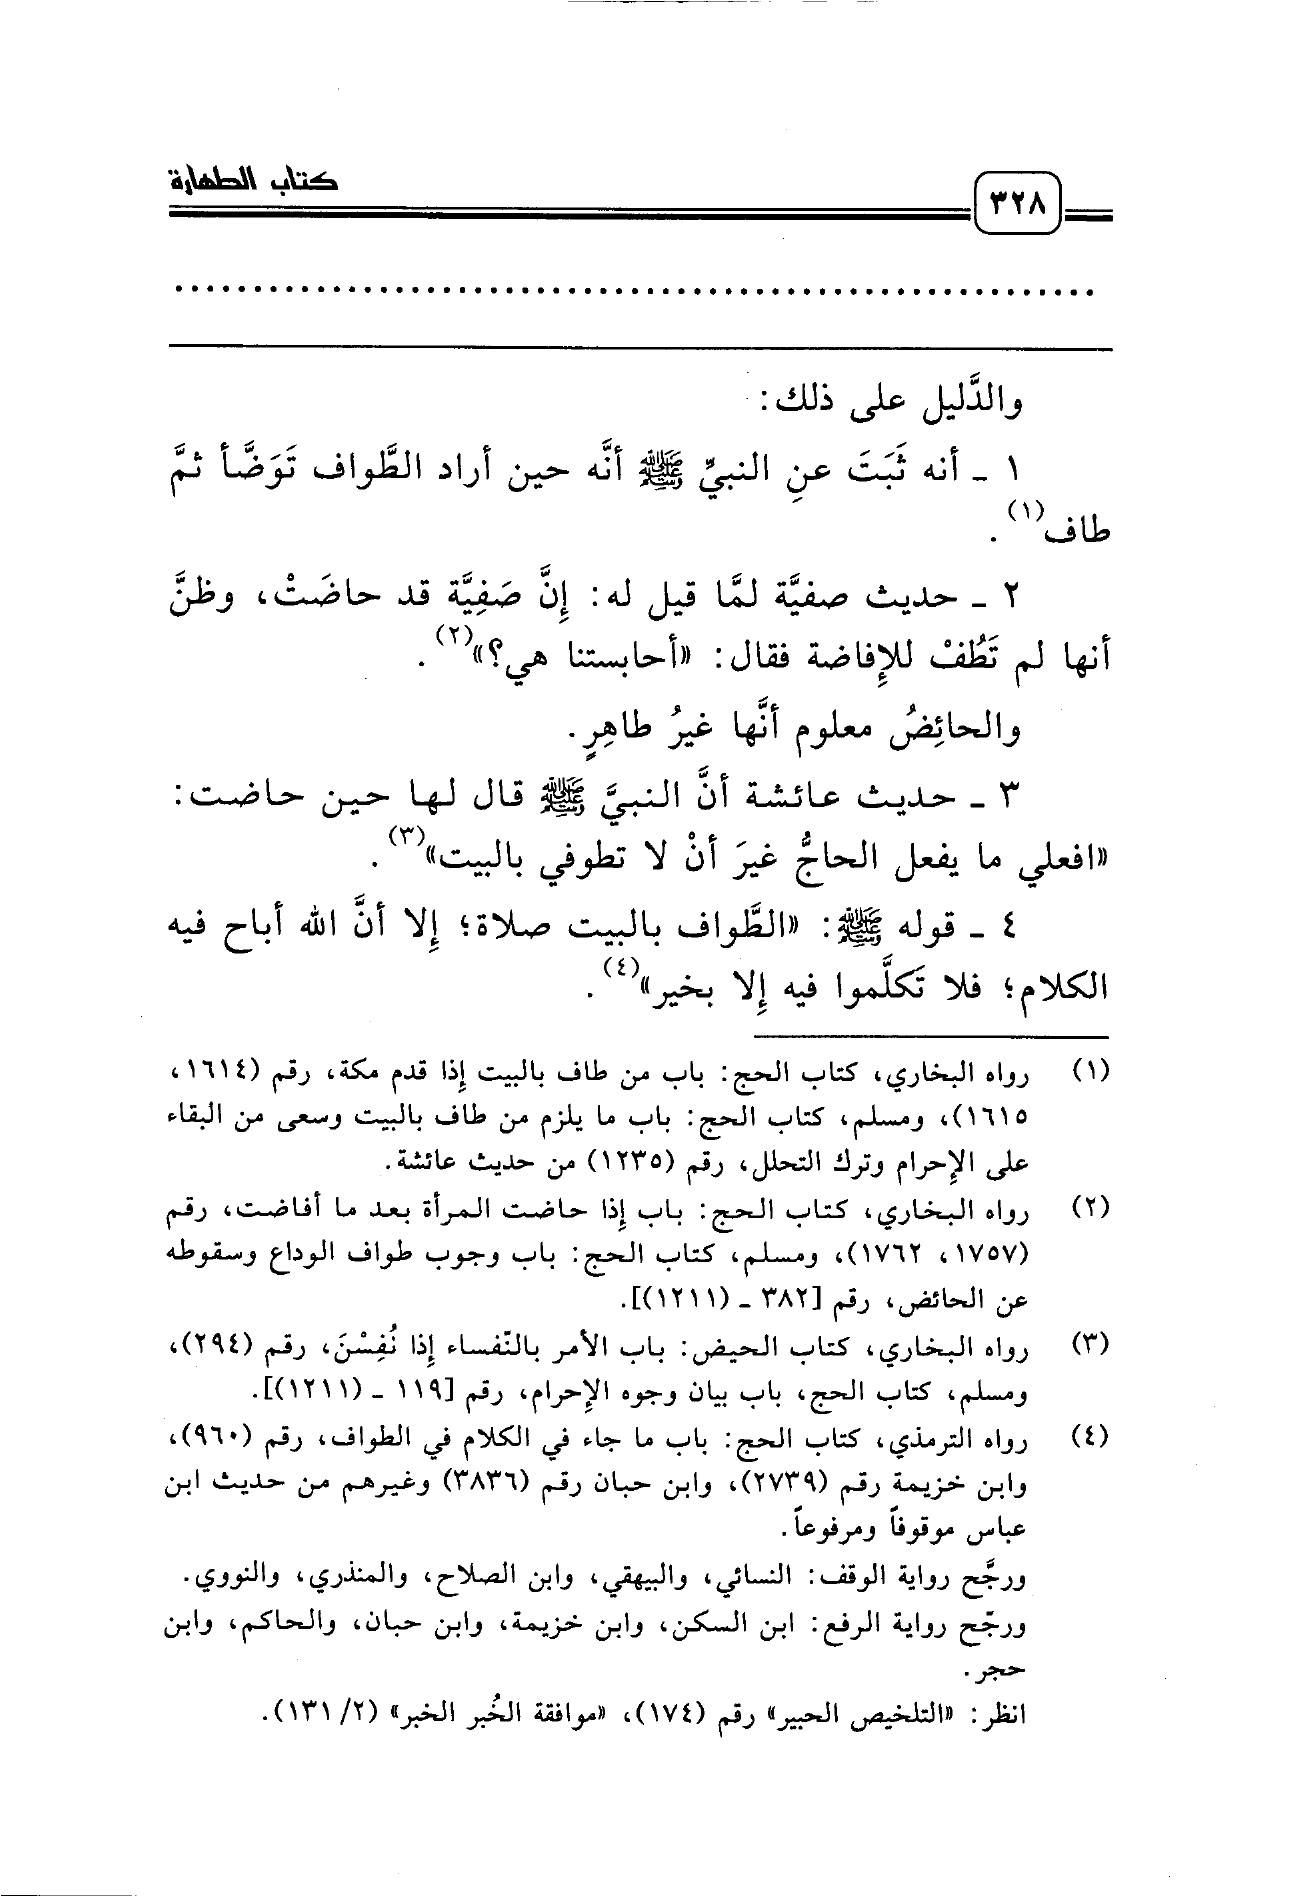 كتاب الطهارة
٣٢٨
والدَّليل على ذلك:
١ ـ أنه ثَبَتَ عنِ النبيِّ ﷺ أنَّه حين أراد الطَّواف تَوَضَّأ ثمَّ
طاف(١).
٢ ـ حديث صفيَّة لمَّا قيل له: إِنَّ صَفِيَّة قد حاضَتْ، وظنَّ
أنها لم تَطُفْ للإِفاضة فقال: «أحابستنا هي؟»(٢).
والحائِضُ معلوم أنَّها غيرُ طاهِرٍ.
٣ ـ حديث عائشة أنَّ النبيَّ ﷺ قال لها حين حاضت:
«افعلي ما يفعل الحاجُّ غيرَ أنْ لا تطوفي بالبيت»(٣).
٤ ـ قوله ﷺ: «الطَّواف بالبيت صلاة؛ إِلا أنَّ الله أباح فيه
الكلام؛ فلا تَكلَّموا فيه إِلا بخير»(٤).
(١) رواه البخاري، كتاب الحج: باب من طاف بالبيت إِذا قدم مكة، رقم (١٦١٤،
١٦١٥)، ومسلم، كتاب الحج: باب ما يلزم من طاف بالبيت وسعى من البقاء
على الإِحرام وترك التحلل، رقم (١٢٣٥) من حديث عائشة.
(٢) رواه البخاري، كتاب الحج: باب إِذا حاضت المرأة بعد ما أفاضت، رقم
(١٧٥٧، ١٧٦٢)، ومسلم، كتاب الحج: باب وجوب طواف الوداع وسقوطه
عن الحائض، رقم [٣٨٢ ـ (١٢١١)].
(٣) رواه البخاري، كتاب الحيض: باب الأمر بالنّفساء إِذا نُفِسْنَ، رقم (٢٩٤)،
ومسلم، كتاب الحج، باب بيان وجوه الإِحرام، رقم [١١٩ ـ (١٢١١)].
(٤) رواه الترمذي، كتاب الحج: باب ما جاء في الكلام في الطواف، رقم (٩٦٠)،
وابن خزيمة رقم (٢٧٣٩)، وابن حبان رقم (٣٨٣٦) وغيرهم من حديث ابن
عباس موقوفاً ومرفوعاً.
ورجَّح رواية الوقف: النسائي، والبيهقي، وابن الصلاح، والمنذري، والنووي.
ورجّح رواية الرفع: ابن السكن، وابن خزيمة، وابن حبان، والحاكم، وابن
حجر.
انظر: «التلخيص الحبير» رقم (١٧٤)، «موافقة الخُبر الخبر» (٢/ ١٣١).